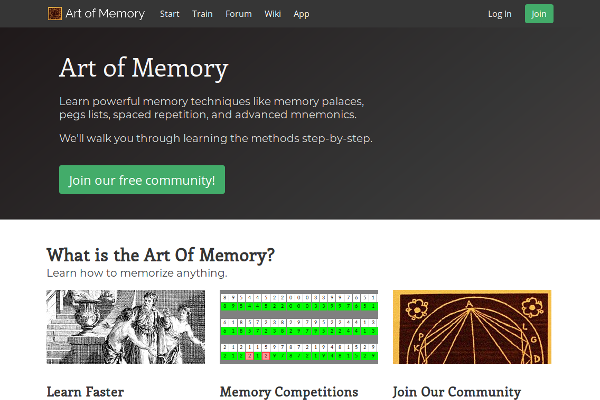 Art of Memory Start Train Forum Wiki App Log In Join
Art of Memory
Learn powerful memory techniques like memory palaces,
pegs lists, spaced repetition, and advanced mnemonics.
We'll walk you through learning the methods step-by-step.
Join our free community!
What is the Art Of Memory?
Learn how to memorize anything.
Learn Faster
Memory Competitions
Join Our Community